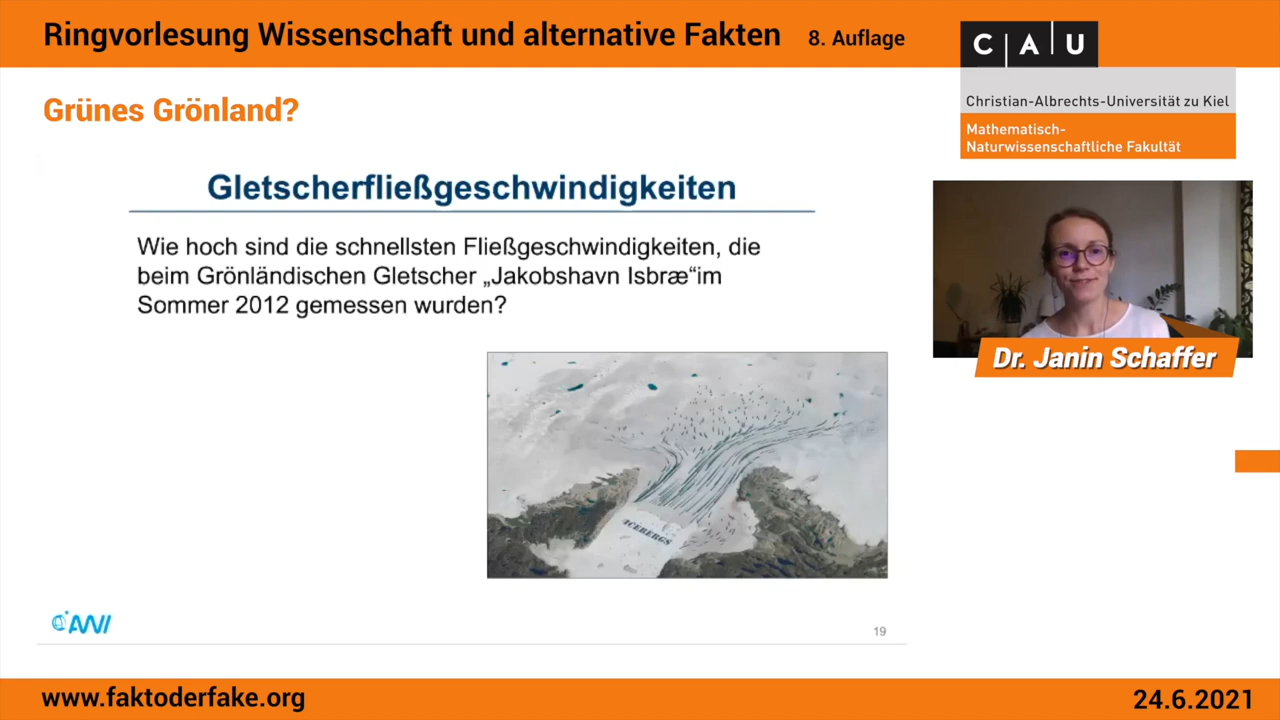 Ringvorlesung Wissenschaft und alternative Fakten 8. Auflage
CAU
Christian-Albrechts-Universität zu Kiel
Mathematisch-
Naturwissenschaftliche Fakultät
Grünes Grönland?
Gletscherfließgeschwindigkeiten
Wie hoch sind die schnellsten Fließgeschwindigkeiten, die
beim Grönländischen Gletscher „Jakobshavn Isbræ“im
Sommer 2012 gemessen wurden?
Dr. Janin Schaffer
ICEBERGS
AWI
19
www.faktoderfake.org
24.6.2021